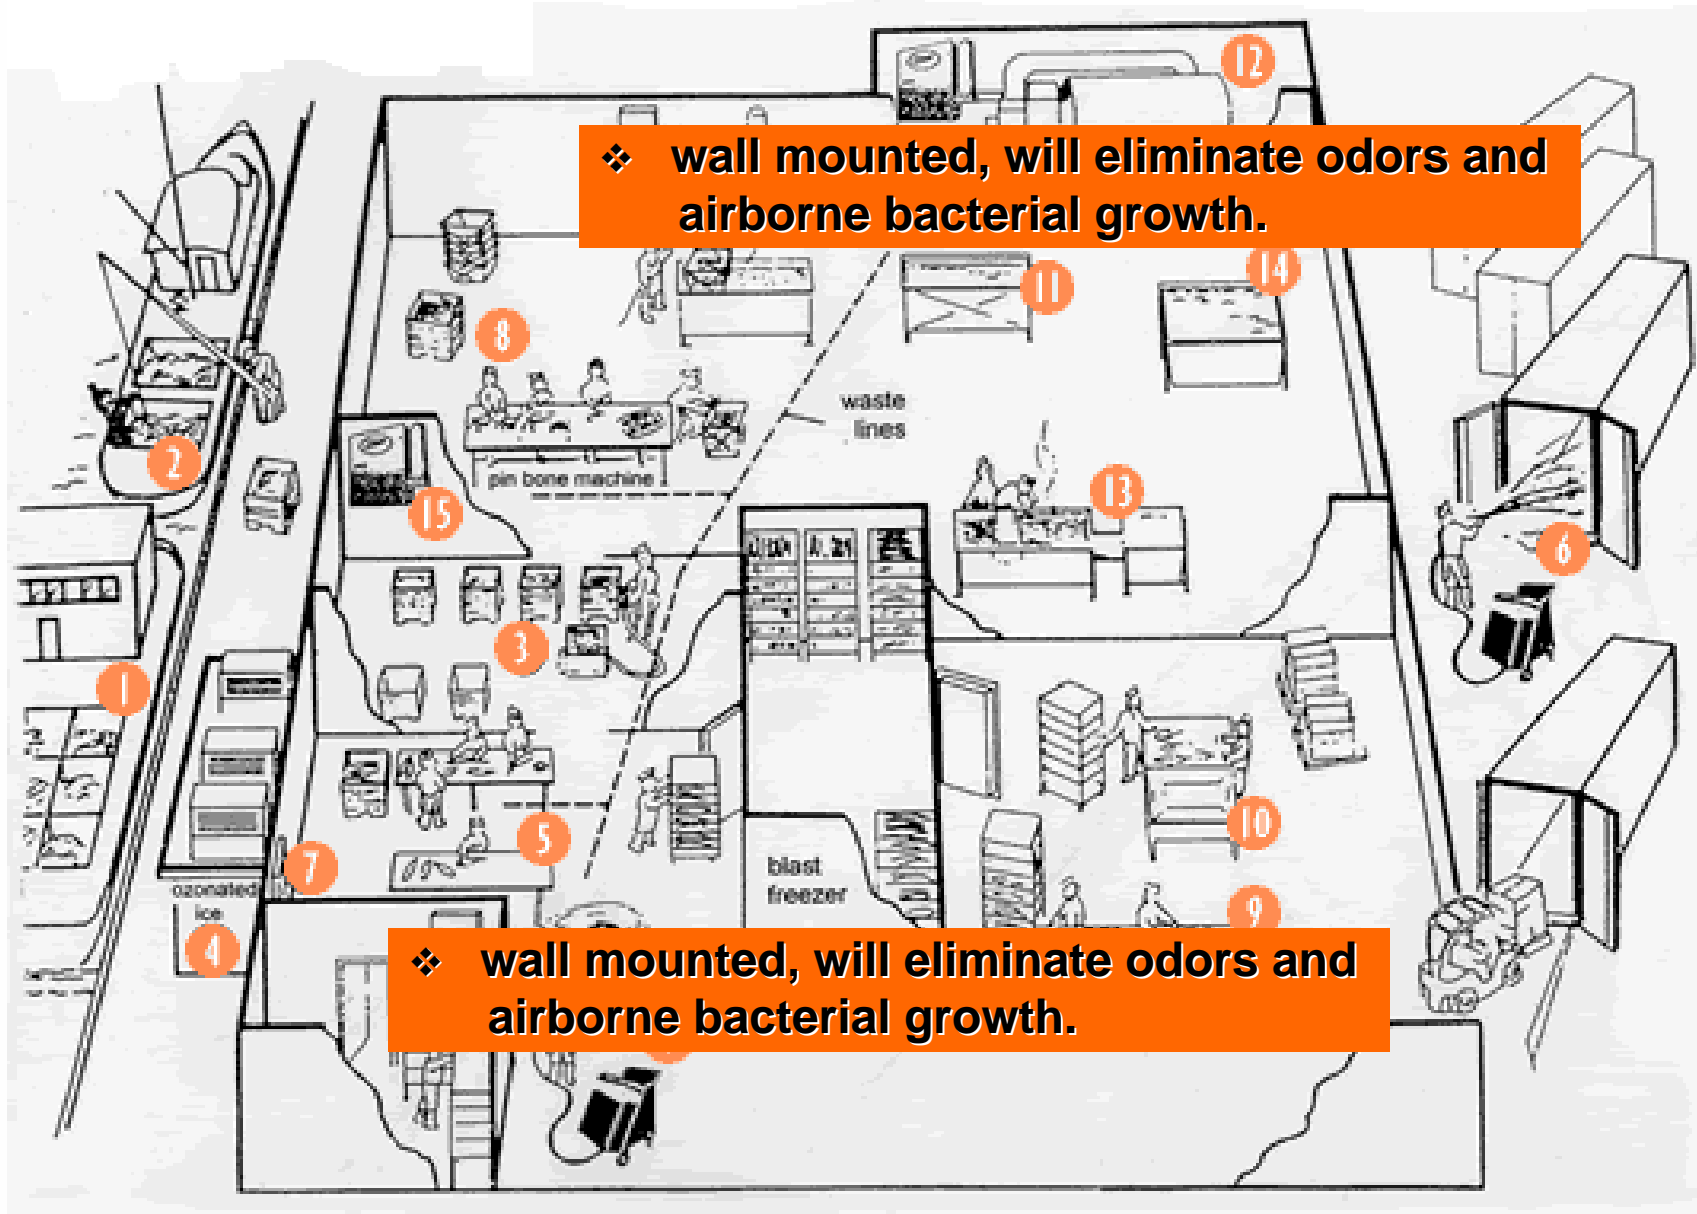 12
❖ wall mounted, will eliminate odors and
airborne bacterial growth.
14
11
8
waste
lines
2
pin bone machine
13
15
6
3
1
10
5
7
blast
freezer
ozonated
ice
9
4
❖ wall mounted, will eliminate odors and
airborne bacterial growth.